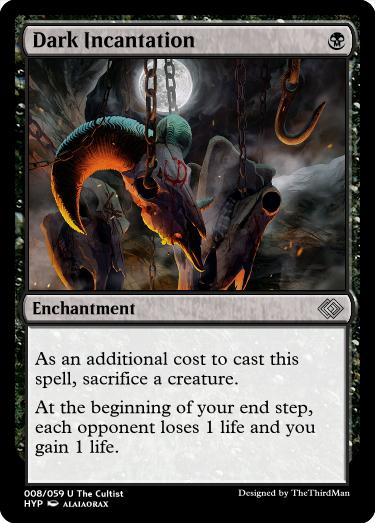 Dark Incantation
Enchantment
As an additional cost to cast this
spell, sacrifice a creature.
At the beginning of your end step,
each opponent loses 1 life and you
gain 1 life.
008/059 U The Cultist
Designed by TheThirdMan
HYP ALAIAORAX